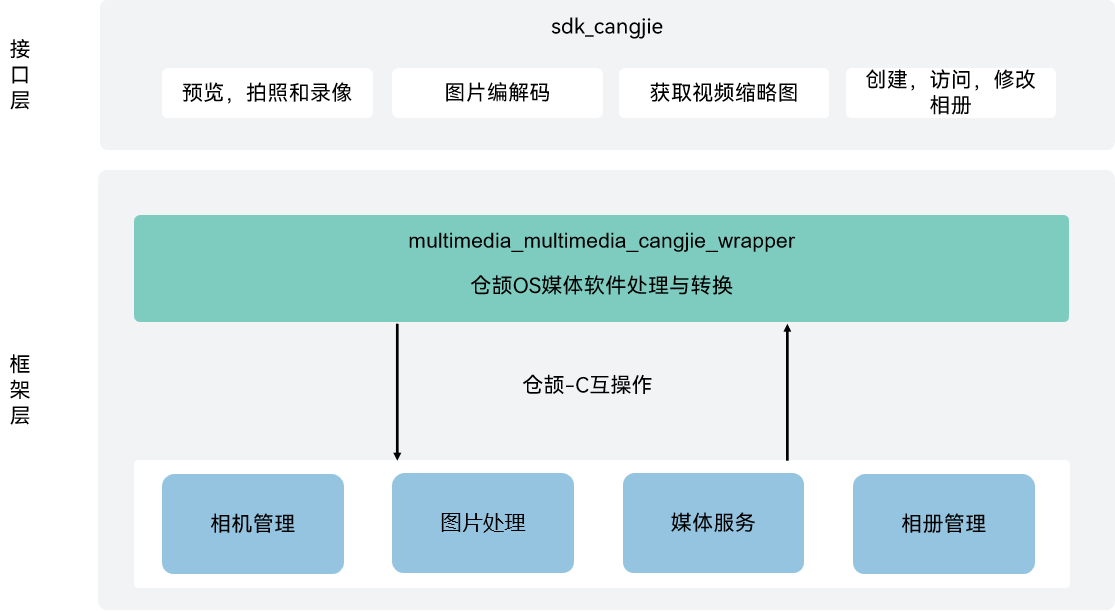 接口层
sdk_cangjie
预览，拍照和录像
图片编解码
获取视频缩略图
创建，访问，修改
相册
框架层
multimedia_multimedia_cangjie_wrapper
仓颉OS媒体软件处理与转换
仓颉-C互操作
相机管理
图片处理
媒体服务
相册管理